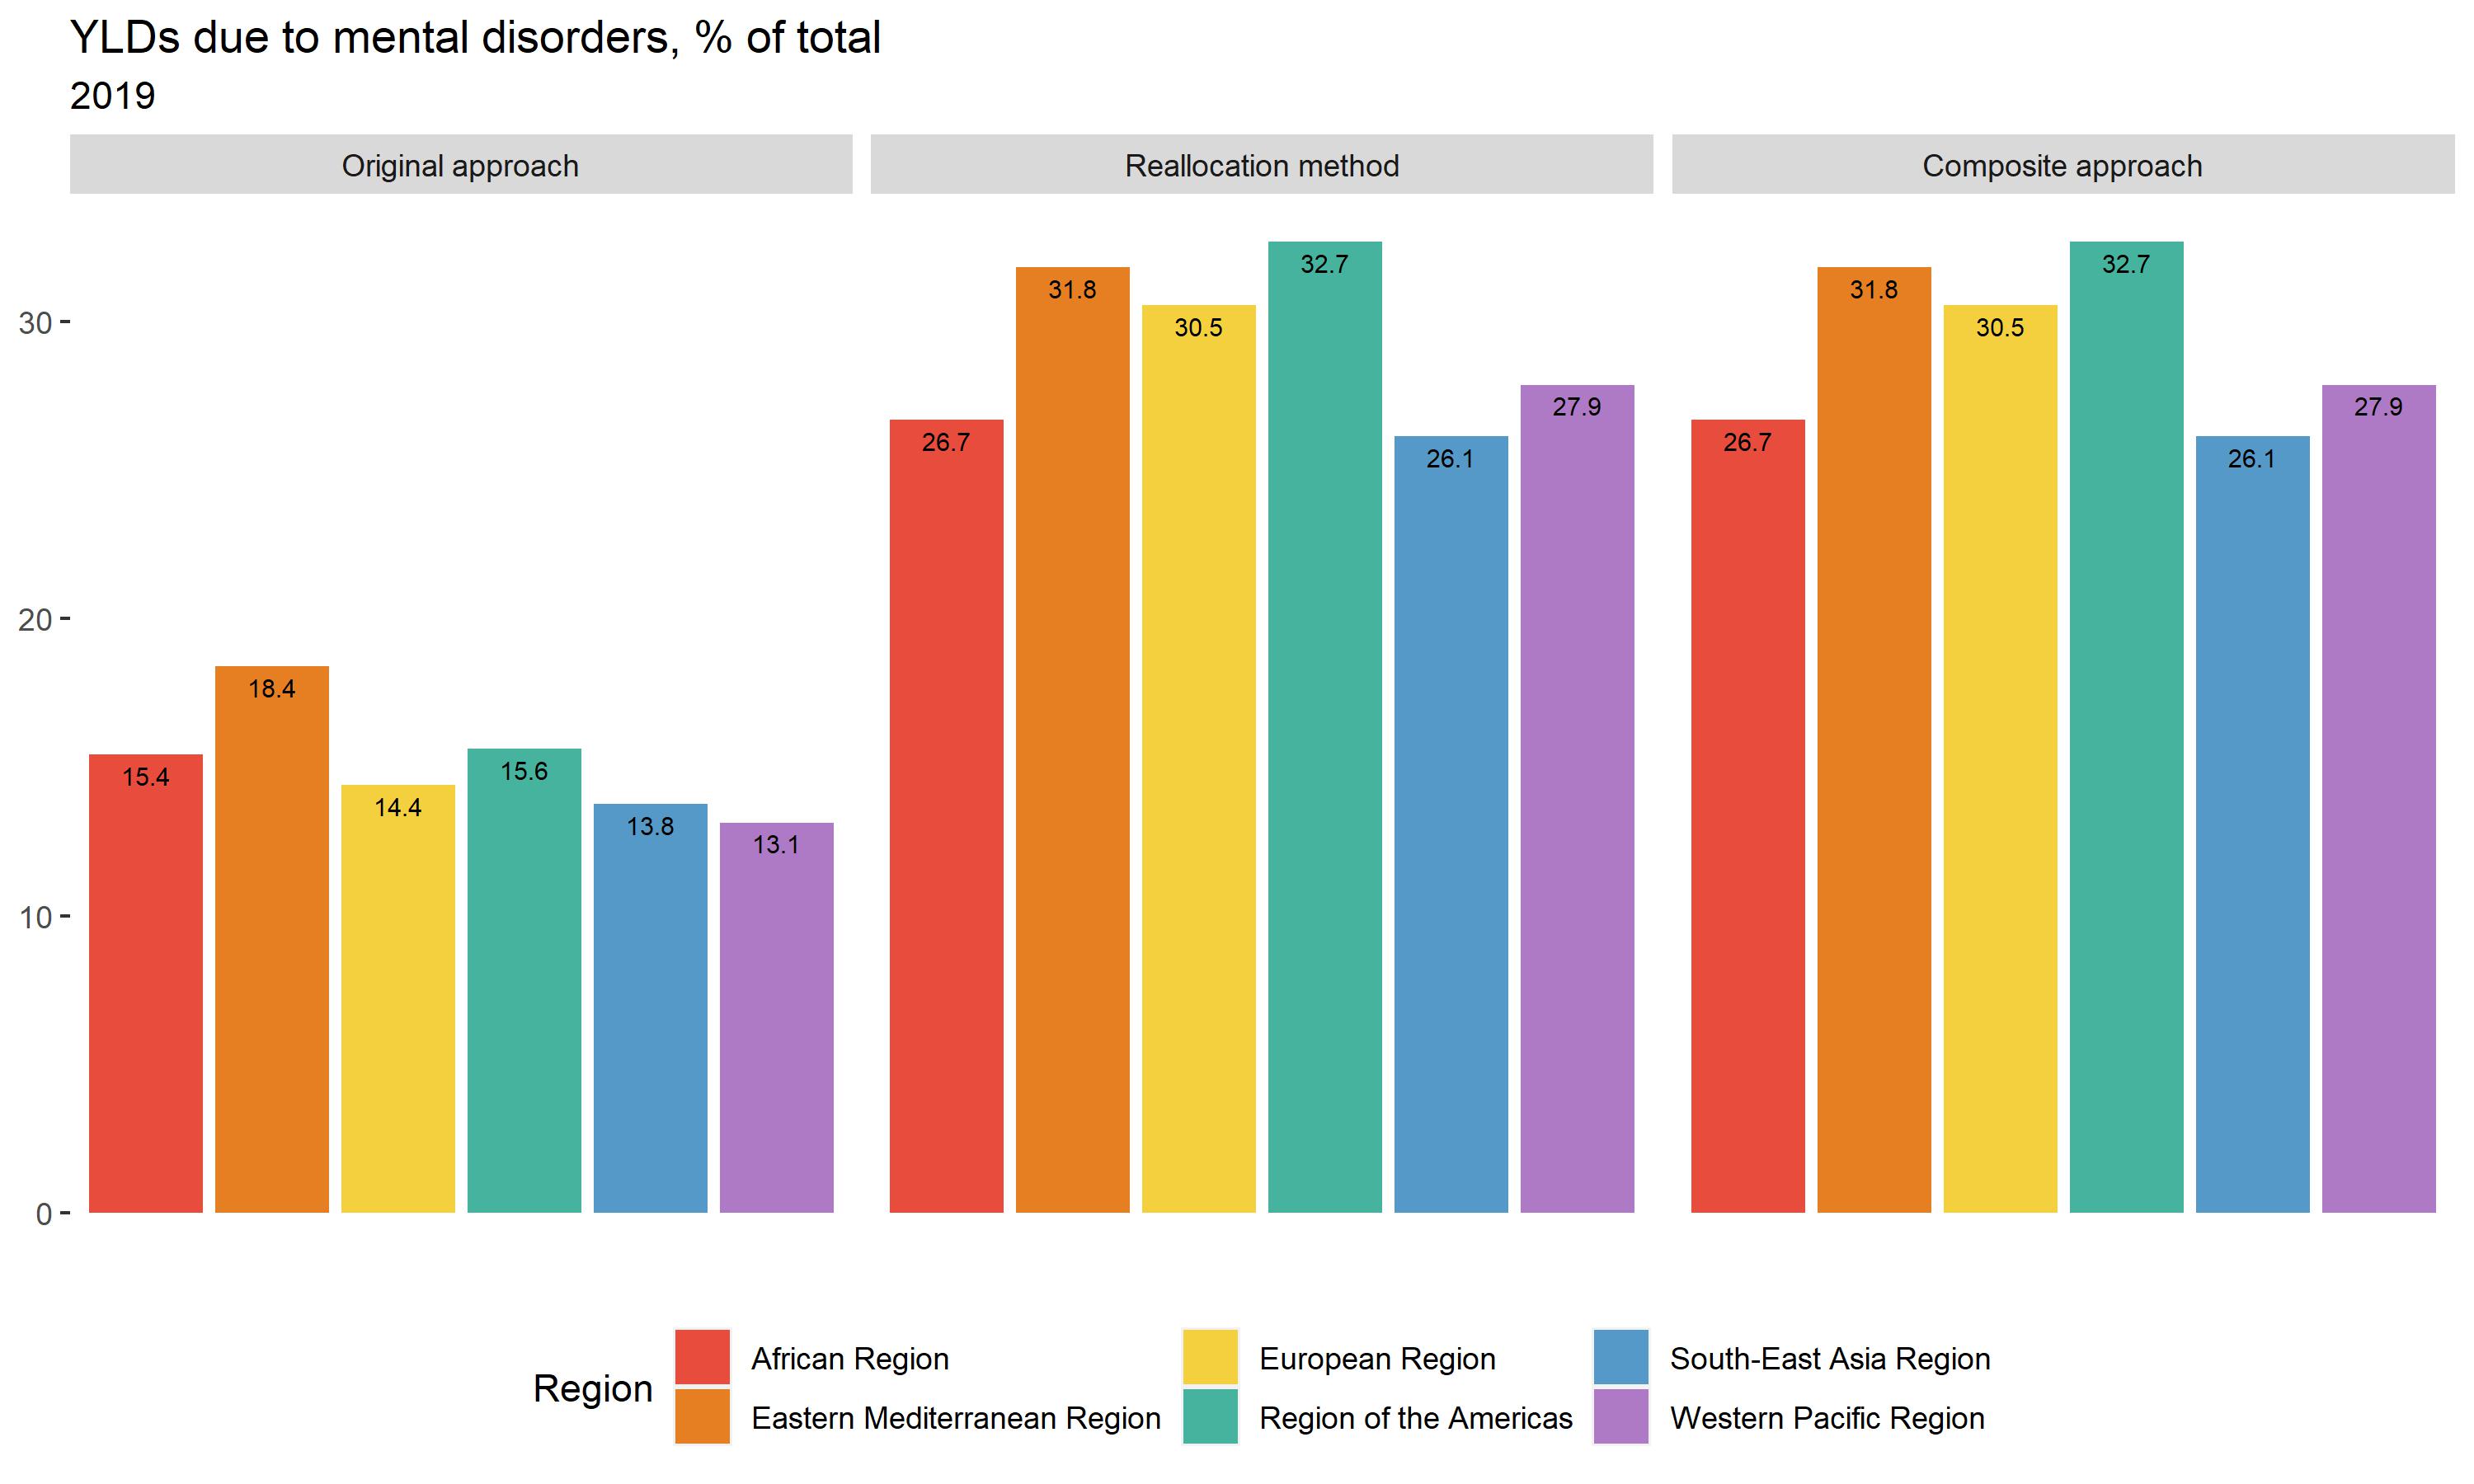 YLDs due to mental disorders, % of total
2019
Original approach
Reallocation method
Composite approach
30
20
10
0
15.4
18.4
14.4
15.6
13.8
13.1
26.7
31.8
30.5
32.7
26.1
27.9
26.7
31.8
30.5
32.7
26.1
27.9
Region
African Region
Eastern Mediterranean Region
European Region
Region of the Americas
South-East Asia Region
Western Pacific Region